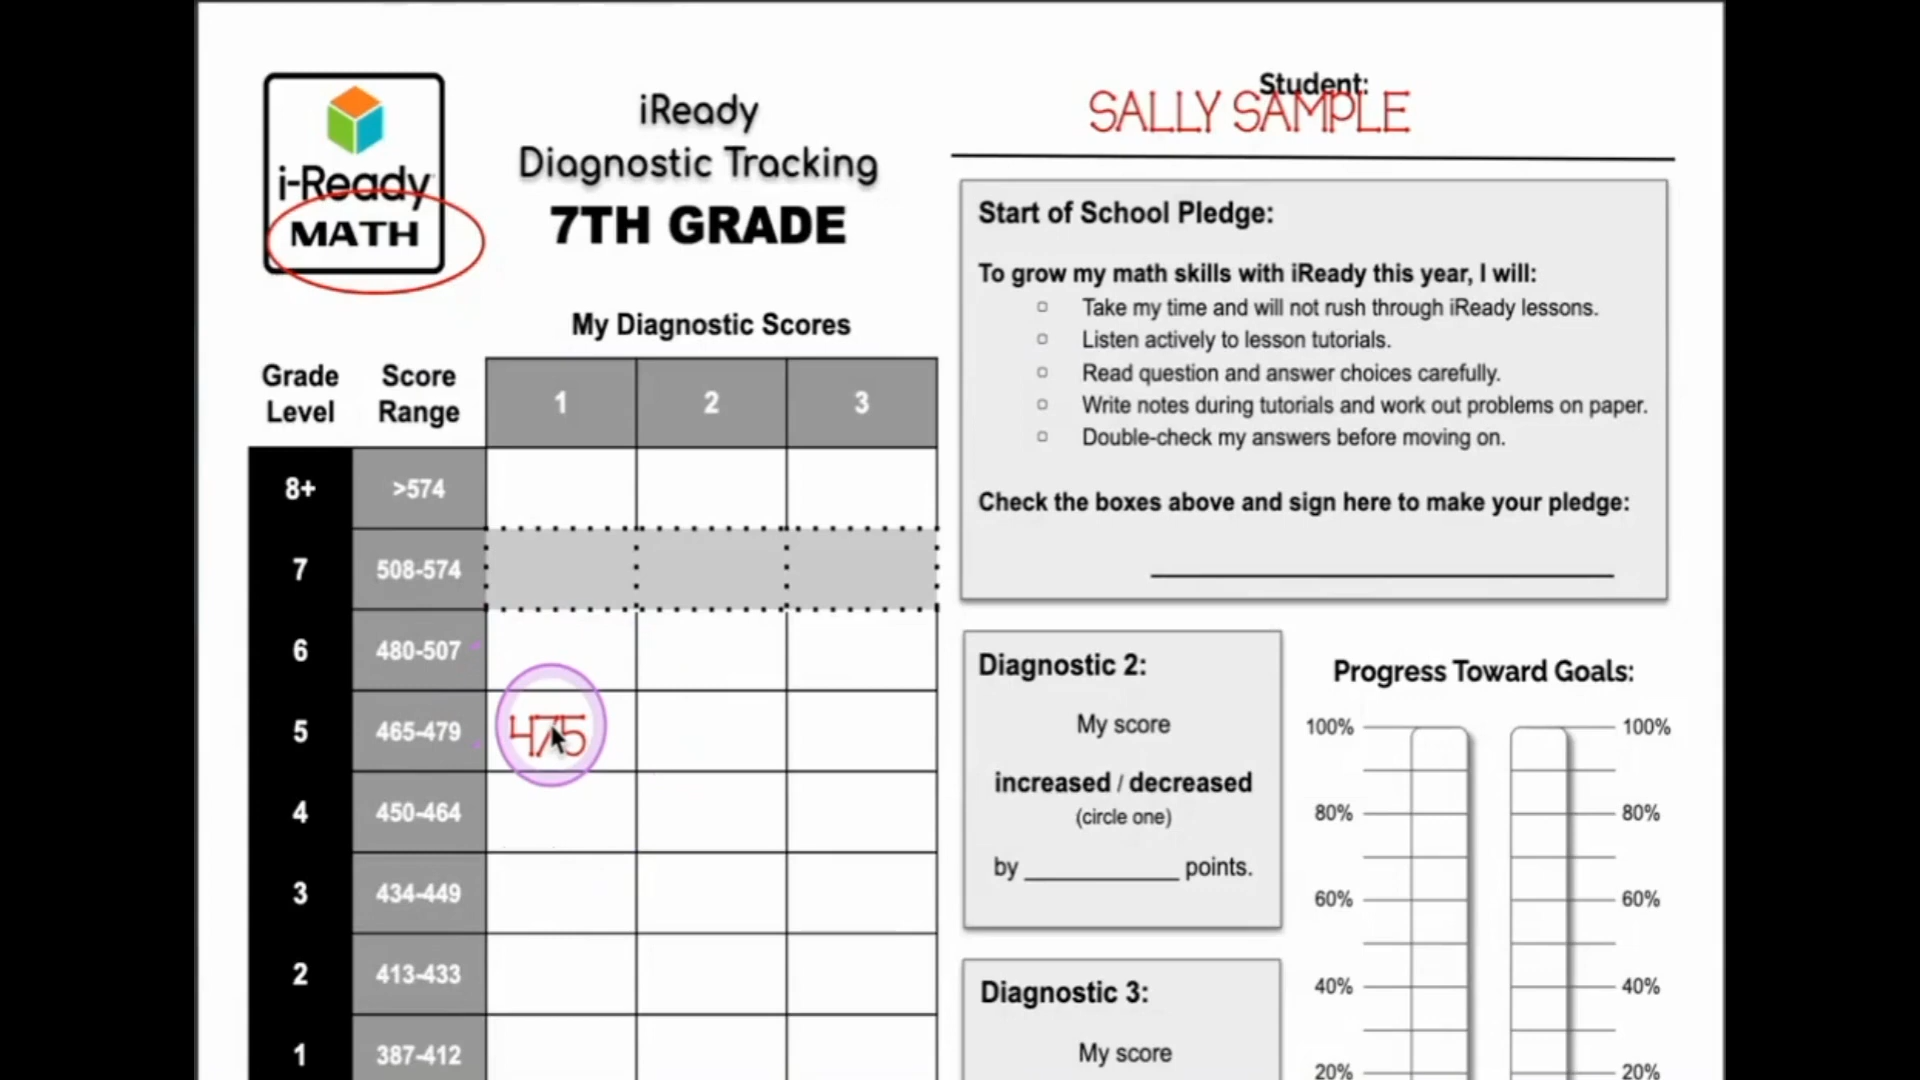 i-Ready
MATH
iReady
Diagnostic Tracking
7TH GRADE
Student:
SALLY SAMPLE
Start of School Pledge:
To grow my math skills with iReady this year, I will:
Take my time and will not rush through iReady lessons.
Listen actively to lesson tutorials.
Read question and answer choices carefully.
Write notes during tutorials and work out problems on paper.
Double-check my answers before moving on.
Check the boxes above and sign here to make your pledge:
My Diagnostic Scores
Grade Level Score Range 1 2 3
8+ >574
7 508-574
6 480-507
5 465-479 475
4 450-464
3 434-449
2 413-433
1 387-412
Diagnostic 2:
My score
increased / decreased
(circle one)
by ____________ points.
Diagnostic 3:
My score
Progress Toward Goals:
100% 100%
80% 80%
60% 60%
40% 40%
20% 20%